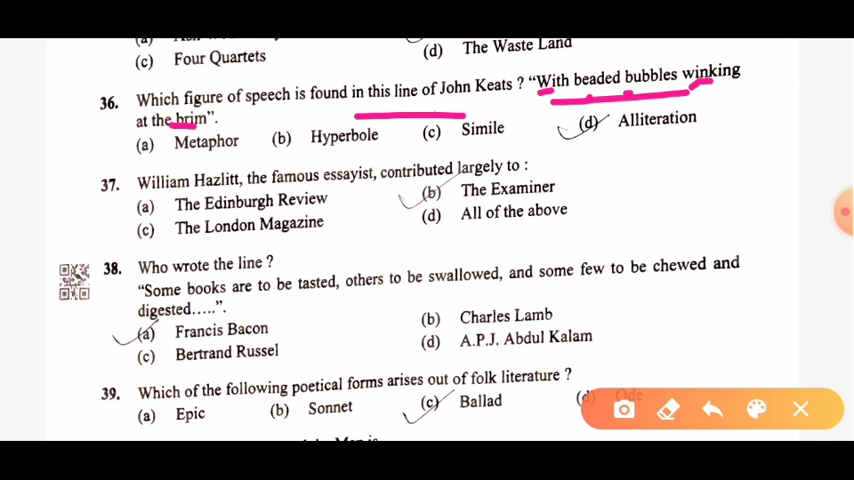 (a)
(c) Four Quartets (d) The Waste Land
36. Which figure of speech is found in this line of John Keats ? “With beaded bubbles winking
at the brim”.
(a) Metaphor (b) Hyperbole (c) Simile (d) Alliteration
37. William Hazlitt, the famous essayist, contributed largely to :
(a) The Edinburgh Review (b) The Examiner
(c) The London Magazine (d) All of the above
38. Who wrote the line ?
“Some books are to be tasted, others to be swallowed, and some few to be chewed and
digested.....”.
(a) Francis Bacon (b) Charles Lamb
(c) Bertrand Russel (d) A.P.J. Abdul Kalam
39. Which of the following poetical forms arises out of folk literature ?
(a) Epic (b) Sonnet (c) Ballad (d) Ode